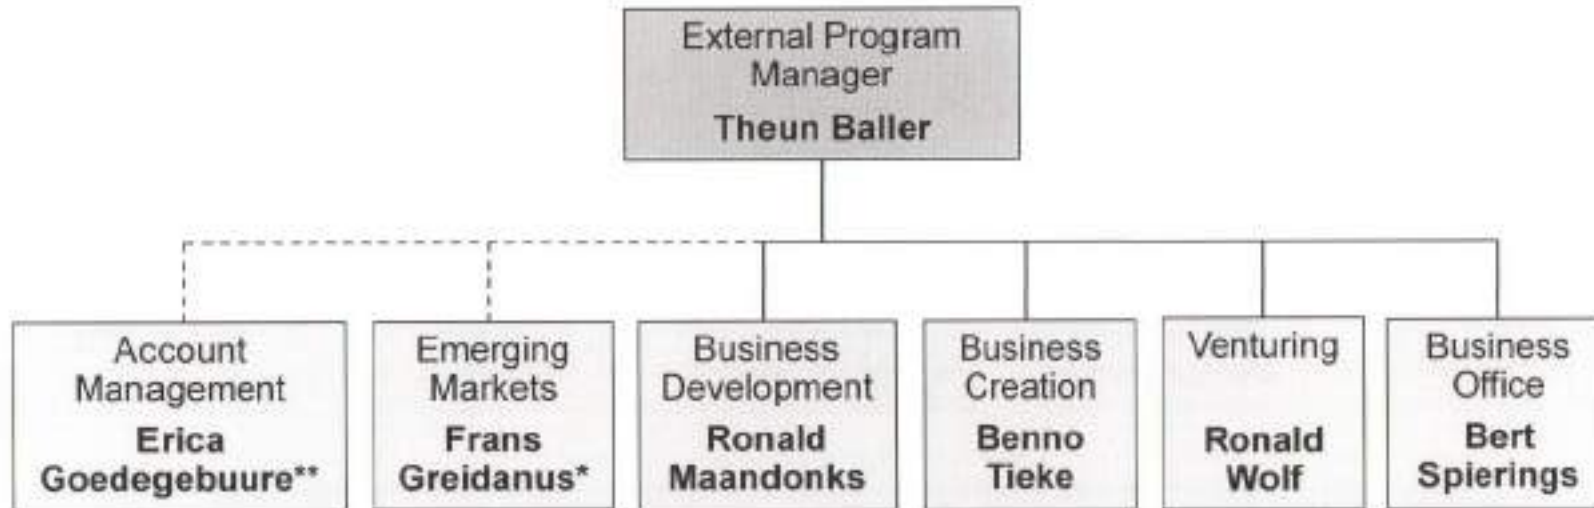 External Program
Manager
Theun Baller
Account
Management
Erica
Goedegebuure**
Emerging
Markets
Frans
Greidanus*
Business
Development
Ronald
Maandonks
Business
Creation
Benno
Tieke
Venturing
Ronald
Wolf
Business
Office
Bert
Spierings